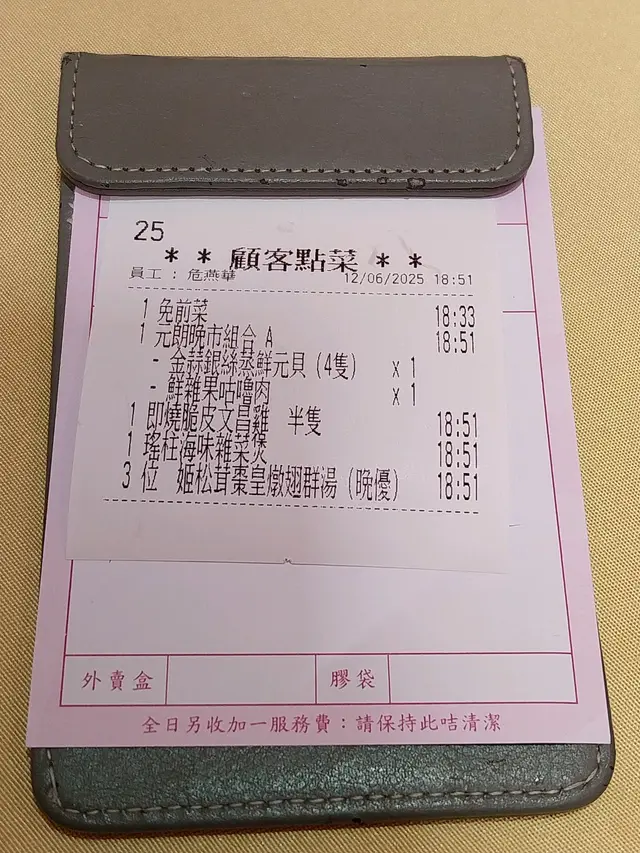 25
* * 顧客點菜 * *
員工 : 危燕華 12/06/2025 18:51
1 免前菜 18:33
1 元朗晚市組合 A 18:51
- 金蒜銀絲蒸鮮元貝 (4隻) x 1
- 鮮雜果咕嚕肉 x 1
1 即燒脆皮文昌雞 半隻 18:51
1 瑤柱海味雜菜煲 18:51
3 位 姬松茸棗皇燉翅群湯 (晚優) 18:51
外賣盒 膠袋
全日另收加一服務費：請保持此咭清潔